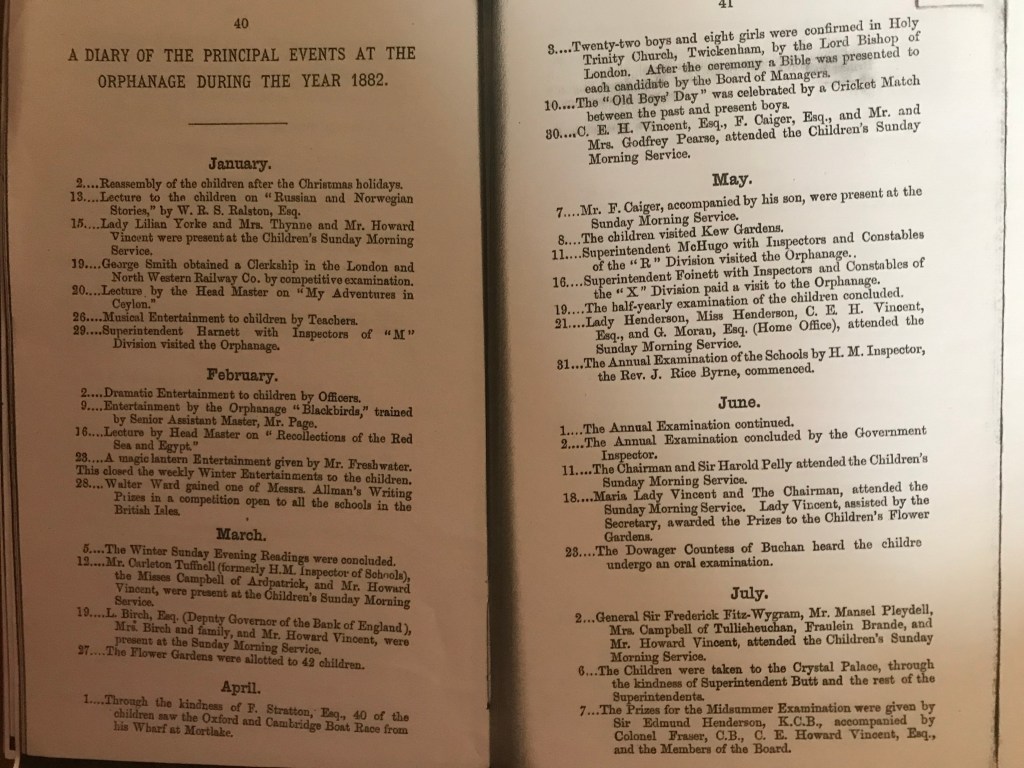 40
A DIARY OF THE PRINCIPAL EVENTS AT THE
ORPHANAGE DURING THE YEAR 1882.
January.
2....Reassembly of the children after the Christmas holidays.
13....Lecture to the children on "Russian and Norwegian
Stories," by W. R. S. Ralston, Esq.
15....Lady Lilian Yorke and Mrs. Thynne and Mr. Howard
Vincent were present at the Children's Sunday Morning
Service.
19....George Smith obtained a Clerkship in the London and
North Western Railway Co. by competitive examination.
20....Lecture by the Head Master on "My Adventures in
Ceylon."
26....Musical Entertainment to children by Teachers.
29....Superintendent Harnett with Inspectors of "M"
Division visited the Orphanage.
February.
2....Dramatic Entertainment to children by Officers.
9....Entertainment by the Orphanage "Blackbirds," trained
by Senior Assistant Master, Mr. Page.
16....Lecture by Head Master on "Recollections of the Red
Sea and Egypt."
23....A magic lantern Entertainment given by Mr. Freshwater.
This closed the weekly Winter Entertainments to the children.
28....Walter Ward gained one of Messrs. Allman's Writing
Prizes in a competition open to all the schools in the
British Isles.
March.
5....The Winter Sunday Evening Readings were concluded.
12....Mr. Carleton Tuffnell (formerly H.M. Inspector of Schools),
the Misses Campbell of Ardpatrick, and Mr. Howard
Vincent, were present at the Children's Sunday Morning
Service.
19....L. Birch, Esq. (Deputy Governor of the Bank of England),
Mrs. Birch and family, and Mr. Howard Vincent, were
present at the Sunday Morning Service.
27....The Flower Gardens were allotted to 42 children.
April.
1....Through the kindness of F. Stratton, Esq., 40 of the
children saw the Oxford and Cambridge Boat Race from
his Wharf at Mortlake.
41
3....Twenty-two boys and eight girls were confirmed in Holy
Trinity Church, Twickenham, by the Lord Bishop of
London. After the ceremony a Bible was presented to
each candidate by the Board of Managers.
10....The "Old Boys' Day" was celebrated by a Cricket Match
between the past and present boys.
30....C. E. H. Vincent, Esq., F. Caiger, Esq., and Mr. and
Mrs. Godfrey Pearse, attended the Children's Sunday
Morning Service.
May.
7....Mr. F. Caiger, accompanied by his son, were present at the
Sunday Morning Service.
8....The children visited Kew Gardens.
11....Superintendent McHugo with Inspectors and Constables
of the "R" Division visited the Orphanage..
16....Superintendent Foinett with Inspectors and Constables of
the "X" Division paid a visit to the Orphanage.
19....The half-yearly examination of the children concluded.
21....Lady Henderson, Miss Henderson, C. E. H. Vincent,
Esq., and G. Moran, Esq. (Home Office), attended the
Sunday Morning Service.
31....The Annual Examination of the Schools by H. M. Inspector,
the Rev. J. Rice Byrne, commenced.
June.
1....The Annual Examination continued.
2....The Annual Examination concluded by the Government
Inspector.
11....The Chairman and Sir Harold Pelly attended the Children's
Sunday Morning Service.
18....Maria Lady Vincent and The Chairman, attended the
Sunday Morning Service. Lady Vincent, assisted by the
Secretary, awarded the Prizes to the Children's Flower
Gardens.
23....The Dowager Countess of Buchan heard the childre
undergo an oral examination.
July.
2...General Sir Frederick Fitz-Wygram, Mr. Mansel Pleydell,
Mrs. Campbell of Tullieheuchan, Fraulein Brande, and
Mr. Howard Vincent, attended the Children's Sunday
Morning Service.
6...The Children were taken to the Crystal Palace, through
the kindness of Superintendent Butt and the rest of the
Superintendents.
7...The Prizes for the Midsummer Examination were given by
Sir Edmund Henderson, K.C.B., accompanied by
Colonel Fraser, C.B., C. E. Howard Vincent, Esq.,
and the Members of the Board.